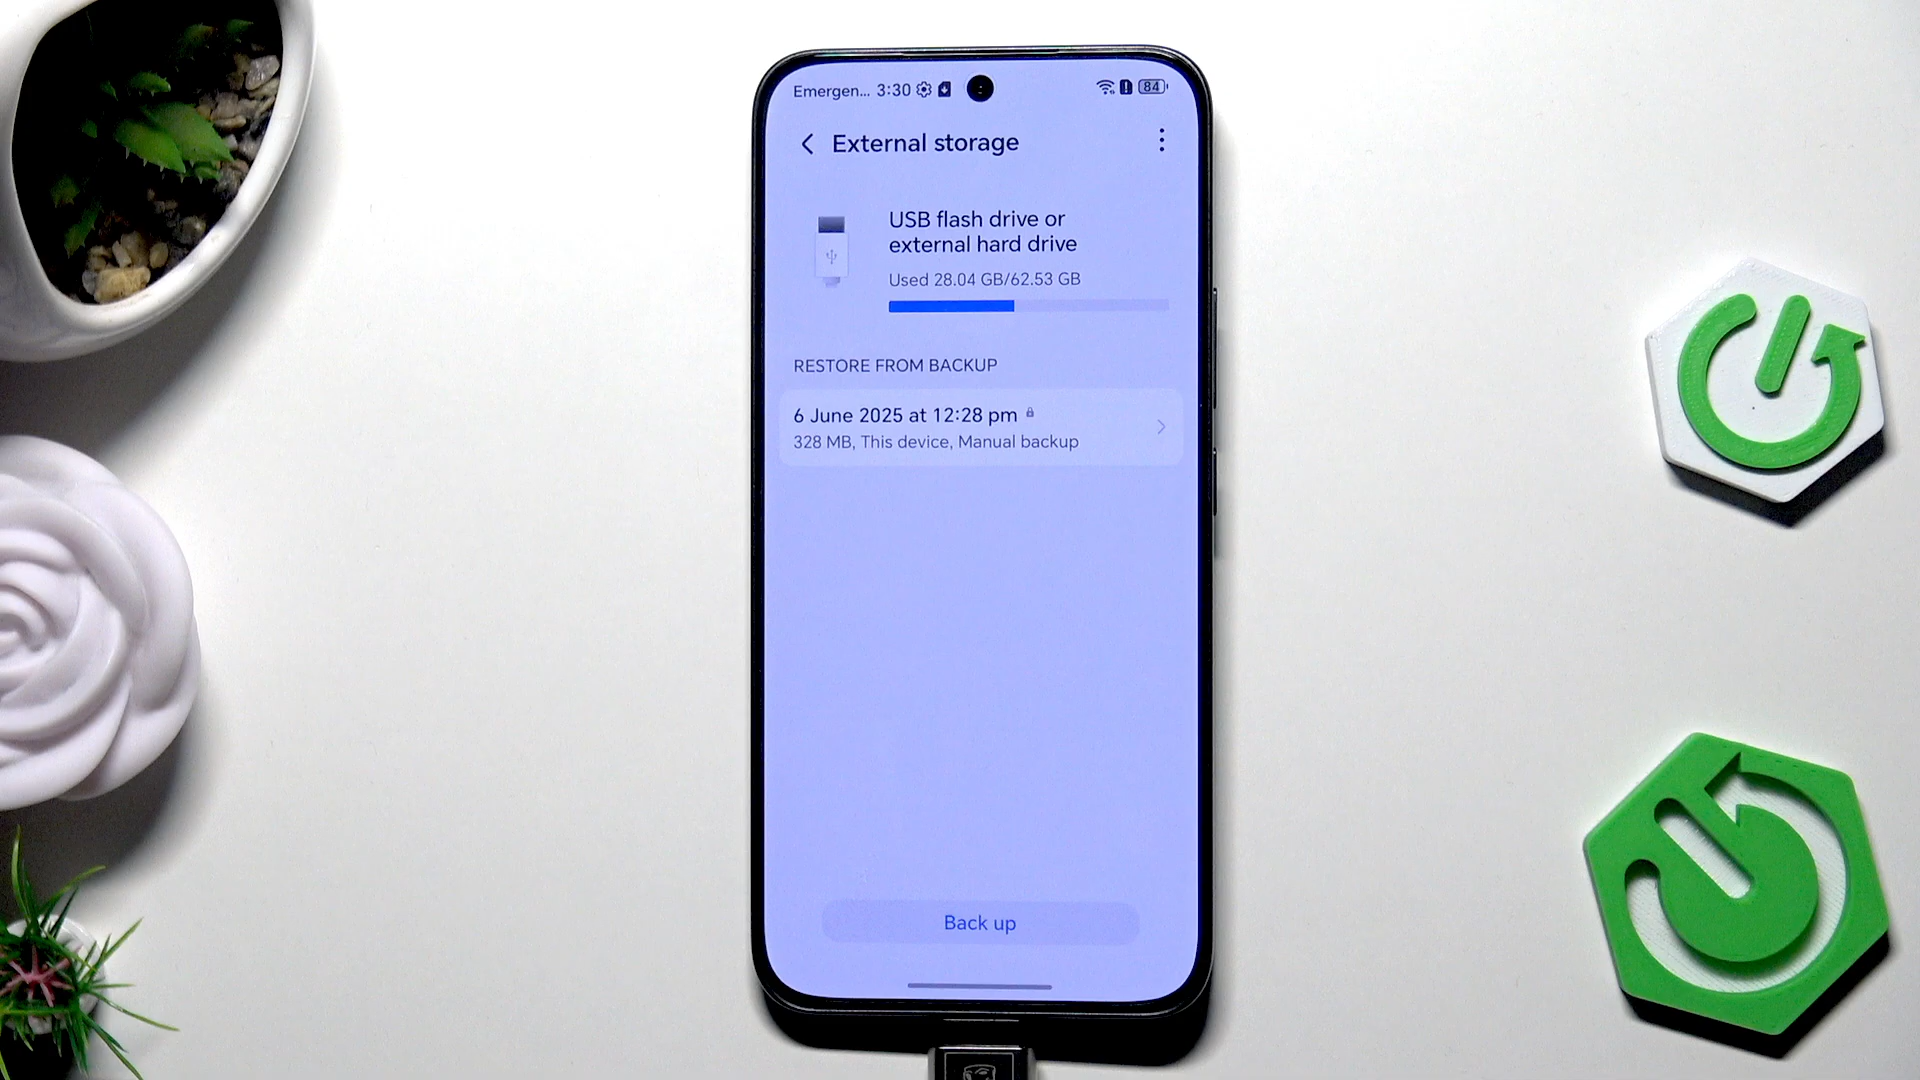 Emergen... 3:30
84
External storage
USB flash drive or
external hard drive
Used 28.04 GB/62.53 GB
RESTORE FROM BACKUP
6 June 2025 at 12:28 pm
328 MB, This device, Manual backup
Back up